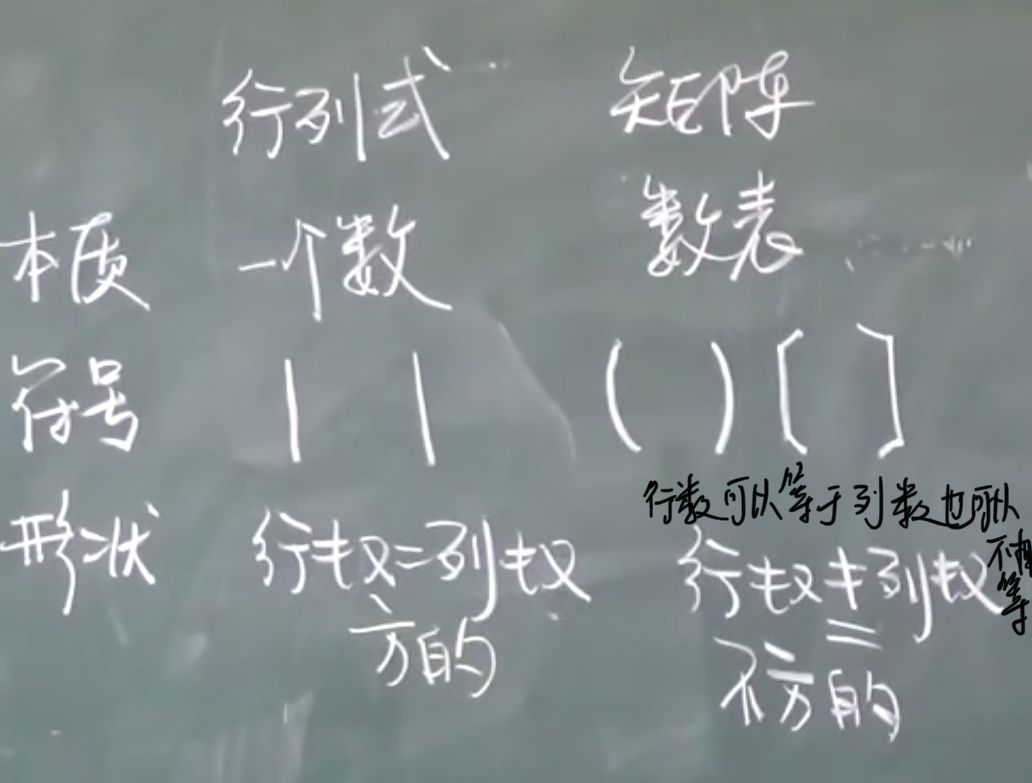 行列式 矩阵
本质 一个数 数表
符号 | | ( ) [ ]
行数可以等于列数也可以不相等
形状 行数=列数 行数≠列数
方的 不方的